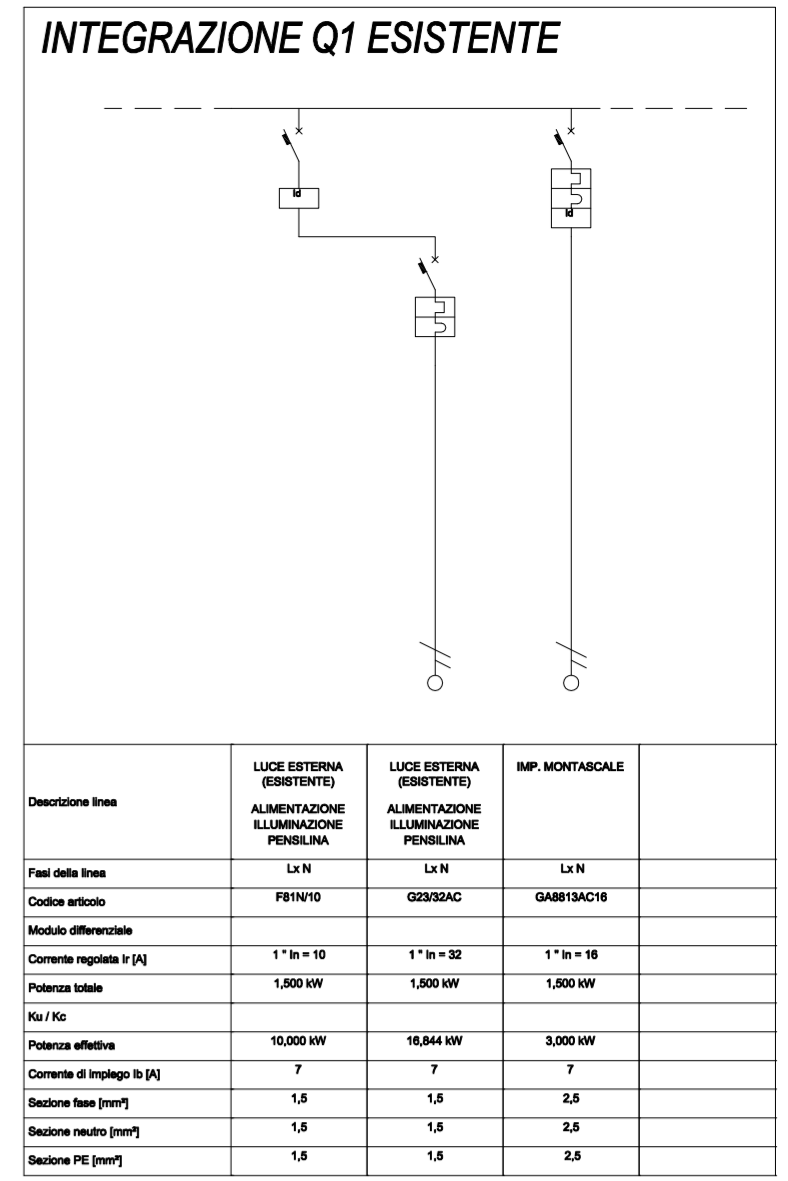 INTEGRAZIONE Q1 ESISTENTE
Id
Id
Descrizione linea
LUCE ESTERNA
(ESISTENTE)
ALIMENTAZIONE
ILLUMINAZIONE
PENSILINA
LUCE ESTERNA
(ESISTENTE)
ALIMENTAZIONE
ILLUMINAZIONE
PENSILINA
IMP. MONTASCALE
Fasi della linea Lx N Lx N Lx N
Codice articolo F81N/10 G23/32AC GA8813AC16
Modulo differenziale
Corrente regolata Ir [A] 1 * In = 10 1 * In = 32 1 * In = 16
Potenza totale 1,500 kW 1,500 kW 1,500 kW
Ku / Kc
Potenza effettiva 10,000 kW 16,844 kW 3,000 kW
Corrente di impiego Ib [A] 7 7 7
Sezione fase [mm²] 1,5 1,5 2,5
Sezione neutro [mm²] 1,5 1,5 2,5
Sezione PE [mm²] 1,5 1,5 2,5